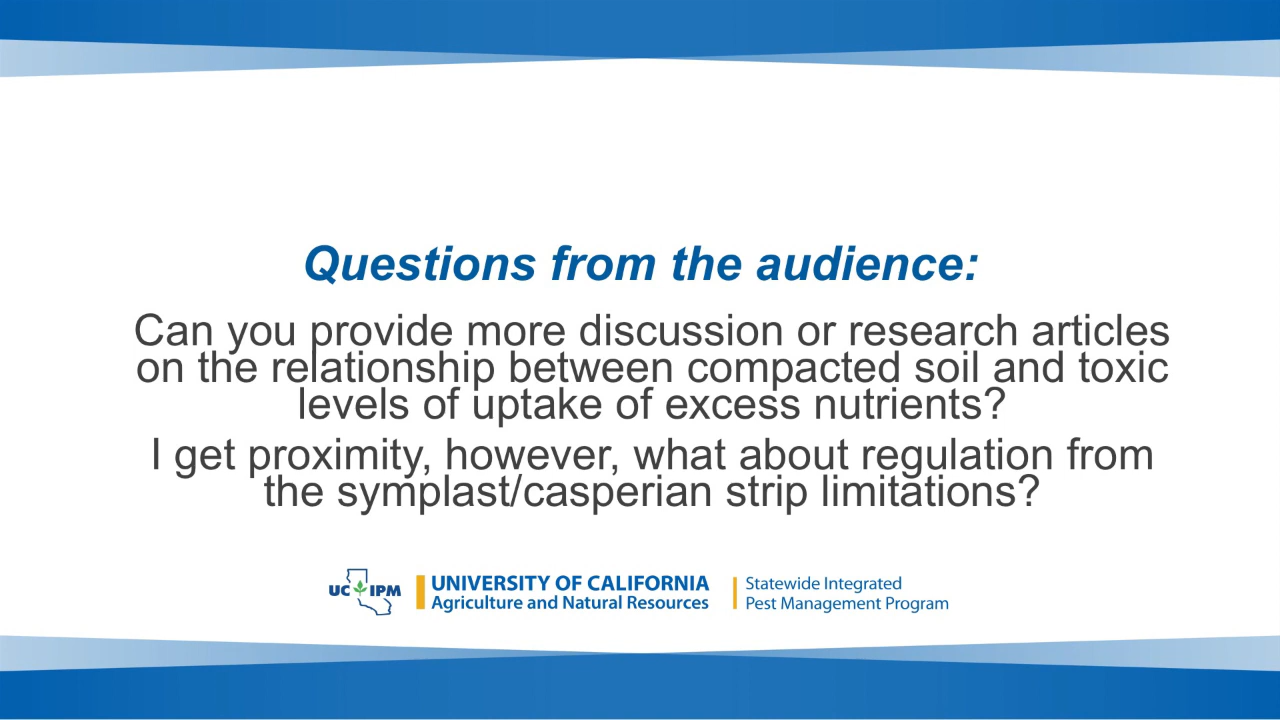 Questions from the audience:
Can you provide more discussion or research articles
on the relationship between compacted soil and toxic
levels of uptake of excess nutrients?
I get proximity, however, what about regulation from
the symplast/casperian strip limitations?
UC IPM
UNIVERSITY OF CALIFORNIA
Agriculture and Natural Resources
Statewide Integrated
Pest Management Program